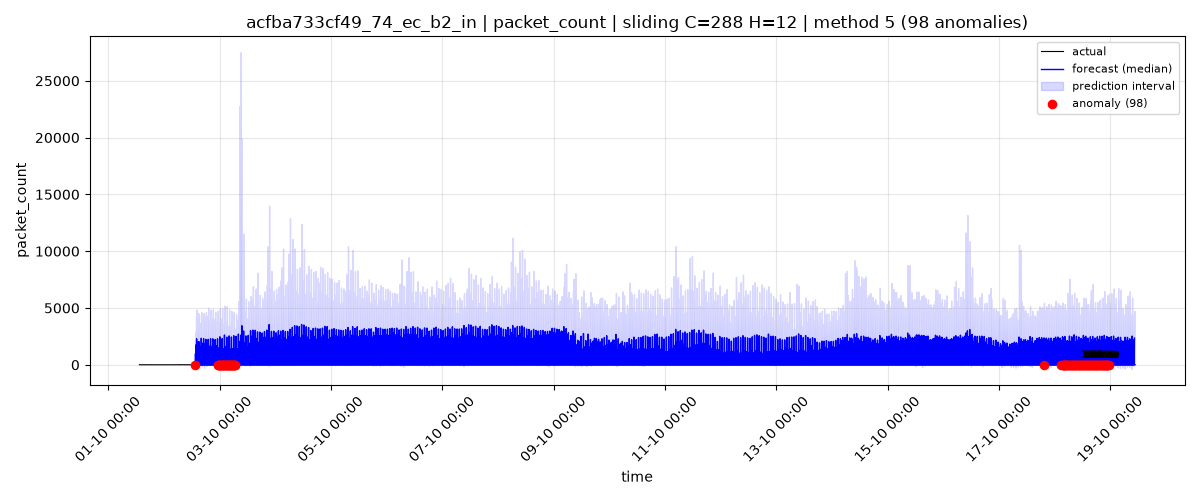 acfba733cf49_74_ec_b2_in | packet_count | sliding C=288 H=12 | method 5 (98 anomalies)
actual
forecast (median)
prediction interval
anomaly (98)
packet_count
25000
20000
15000
10000
5000
0
01-10 00:00
03-10 00:00
05-10 00:00
07-10 00:00
09-10 00:00
11-10 00:00
13-10 00:00
15-10 00:00
17-10 00:00
19-10 00:00
time